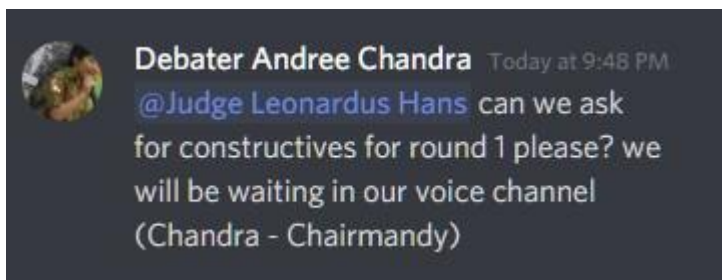 Debater Andree Chandra Today at 9:48 PM
@Judge Leonardus Hans can we ask
for constructives for round 1 please? we
will be waiting in our voice channel
(Chandra - Chairmandy)